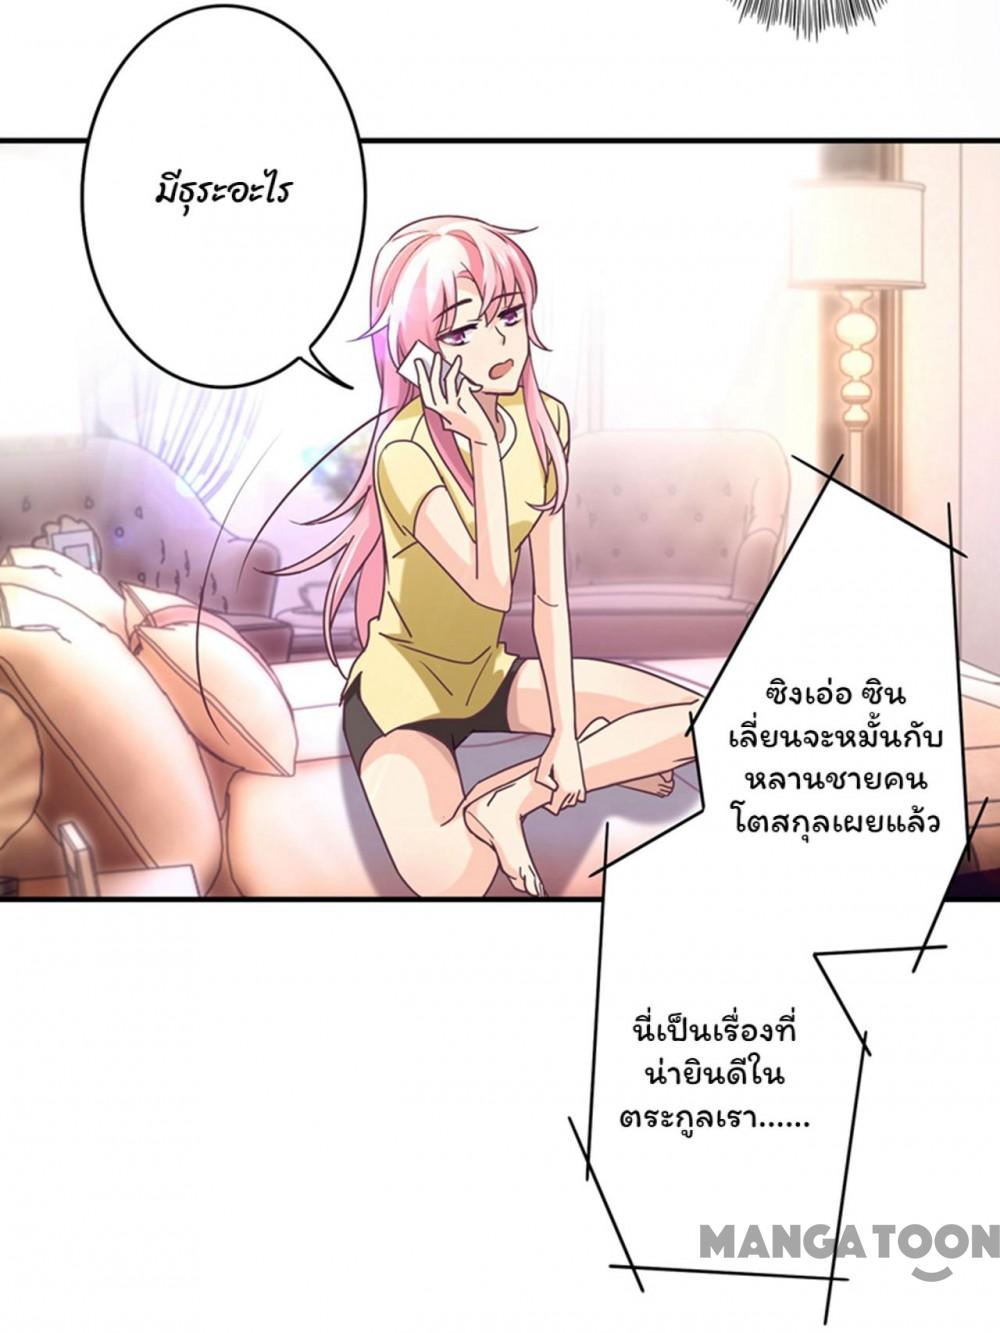 มีธุระอะไร
ซิงเอ่อ ซิน
เลี่ยนจะหมั้นกับ
หลานชายคน
โตสกุลเผยแล้ว
นี่เป็นเรื่องที่
น่ายินดีใน
ตระกูลเรา......
MANGATOON